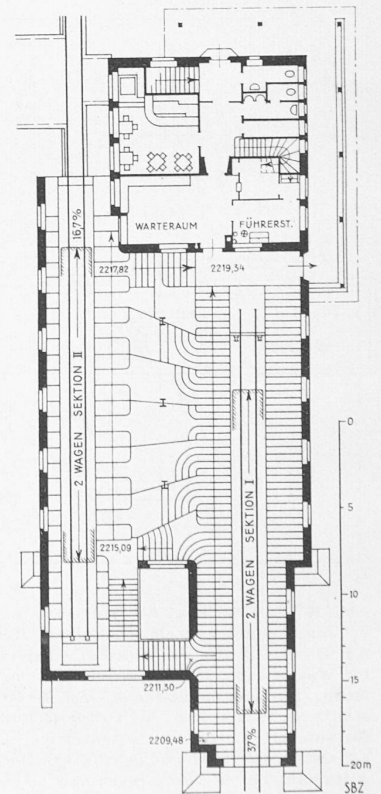 16,7%
WARTERAUM
FÜHRERST.
2217,82
2219,54
2 WAGEN SEKTION II
2 WAGEN SEKTION I
0
5
2215,09
10
2211,30
15
2209,48
37%
20m
SBZ